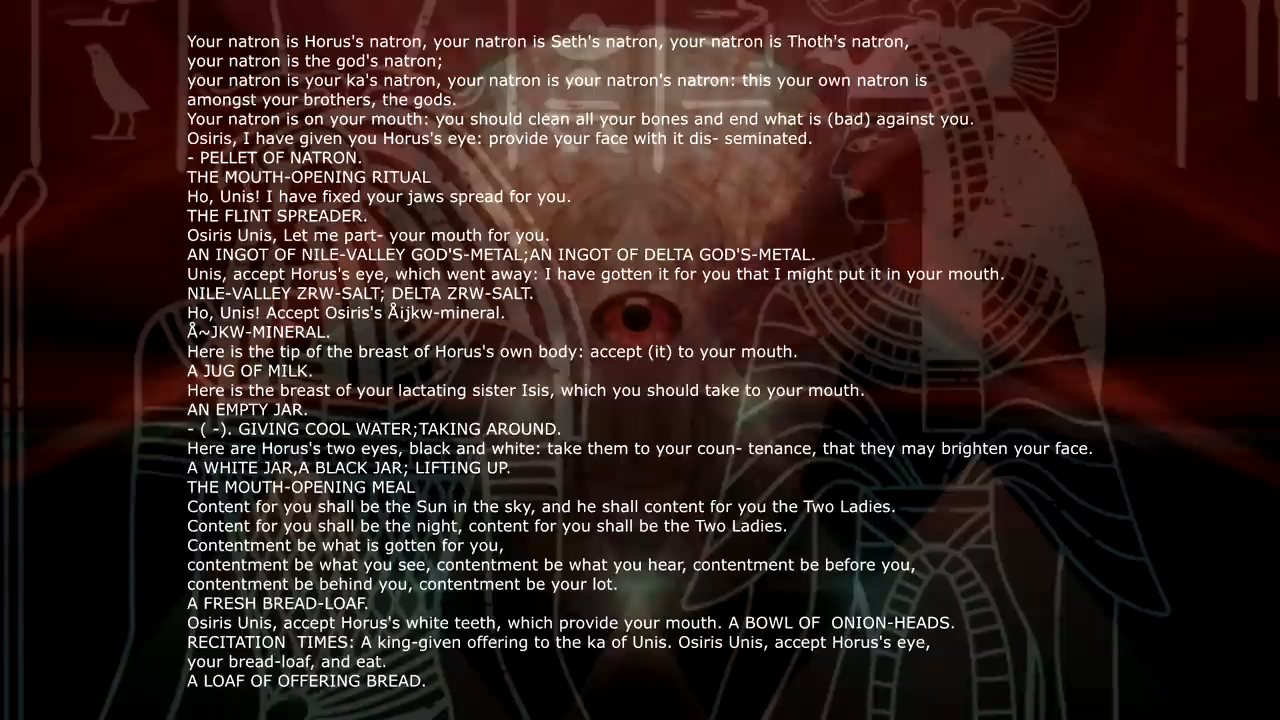 Your natron is Horus's natron, your natron is Seth's natron, your natron is Thoth's natron,
your natron is the god's natron;
your natron is your ka's natron, your natron is your natron's natron: this your own natron is
amongst your brothers, the gods.
Your natron is on your mouth: you should clean all your bones and end what is (bad) against you.
Osiris, I have given you Horus's eye: provide your face with it dis- seminated.
- PELLET OF NATRON.
THE MOUTH-OPENING RITUAL
Ho, Unis! I have fixed your jaws spread for you.
THE FLINT SPREADER.
Osiris Unis, Let me part- your mouth for you.
AN INGOT OF NILE-VALLEY GOD'S-METAL;AN INGOT OF DELTA GOD'S-METAL.
Unis, accept Horus's eye, which went away: I have gotten it for you that I might put it in your mouth.
NILE-VALLEY ZRW-SALT; DELTA ZRW-SALT.
Ho, Unis! Accept Osiris's Å¡jkw-mineral.
Å~JKW-MINERAL.
Here is the tip of the breast of Horus's own body: accept (it) to your mouth.
A JUG OF MILK.
Here is the breast of your lactating sister Isis, which you should take to your mouth.
AN EMPTY JAR.
- ( -). GIVING COOL WATER;TAKING AROUND.
Here are Horus's two eyes, black and white: take them to your coun- tenance, that they may brighten your face.
A WHITE JAR,A BLACK JAR; LIFTING UP.
THE MOUTH-OPENING MEAL
Content for you shall be the Sun in the sky, and he shall content for you the Two Ladies.
Content for you shall be the night, content for you shall be the Two Ladies.
Contentment be what is gotten for you,
contentment be what you see, contentment be what you hear, contentment be before you,
contentment be behind you, contentment be your lot.
A FRESH BREAD-LOAF.
Osiris Unis, accept Horus's white teeth, which provide your mouth. A BOWL OF  ONION-HEADS.
RECITATION  TIMES: A king-given offering to the ka of Unis. Osiris Unis, accept Horus's eye,
your bread-loaf, and eat.
A LOAF OF OFFERING BREAD.